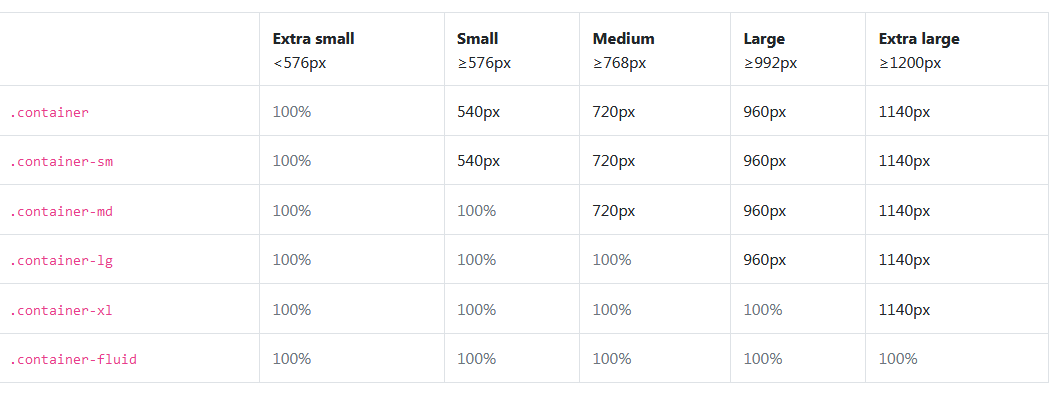 Extra small Small Medium Large Extra large
<576px ≥576px ≥768px ≥992px ≥1200px
.container 100% 540px 720px 960px 1140px
.container-sm 100% 540px 720px 960px 1140px
.container-md 100% 100% 720px 960px 1140px
.container-lg 100% 100% 100% 960px 1140px
.container-xl 100% 100% 100% 100% 1140px
.container-fluid 100% 100% 100% 100% 100%